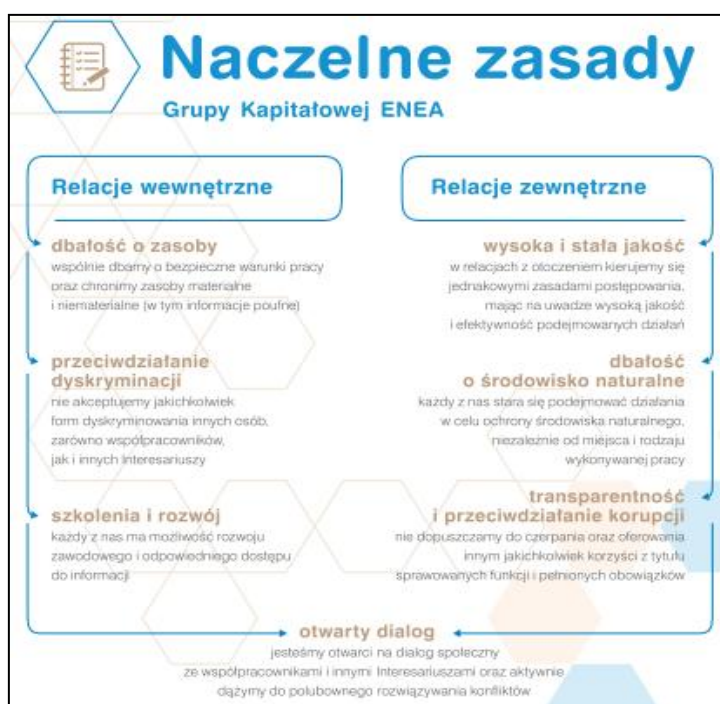 Naczelne zasady
Grupy Kapitałowej ENEA
Relacje wewnętrzne
dbałość o zasoby
wspólnie dbamy o bezpieczne warunki pracy
oraz chronimy zasoby materialne
i niematerialne (w tym informacje poufne)
przeciwdziałanie
dyskryminacji
nie akceptujemy jakichkolwiek
form dyskryminowania innych osób,
zarówno współpracowników,
jak i innych Interesariuszy
szkolenia i rozwój
każdy z nas ma możliwość rozwoju
zawodowego i odpowiedniego dostępu
do informacji
Relacje zewnętrzne
wysoka i stała jakość
w relacjach z otoczeniem kierujemy się
jednakowymi zasadami postępowania,
mając na uwadze wysoką jakość
i efektywność podejmowanych działań
dbałość
o środowisko naturalne
każdy z nas stara się podejmować działania
w celu ochrony środowiska naturalnego,
niezależnie od miejsca i rodzaju
wykonywanej pracy
transparentność
i przeciwdziałanie korupcji
nie dopuszczamy do czerpania oraz oferowania
innym jakichkolwiek korzyści z tytułu
sprawowanych funkcji i pełnionych obowiązków
otwarty dialog
jesteśmy otwarci na dialog społeczny
ze współpracownikami i innymi Interesariuszami oraz aktywnie
dążymy do polubownego rozwiązywania konfliktów